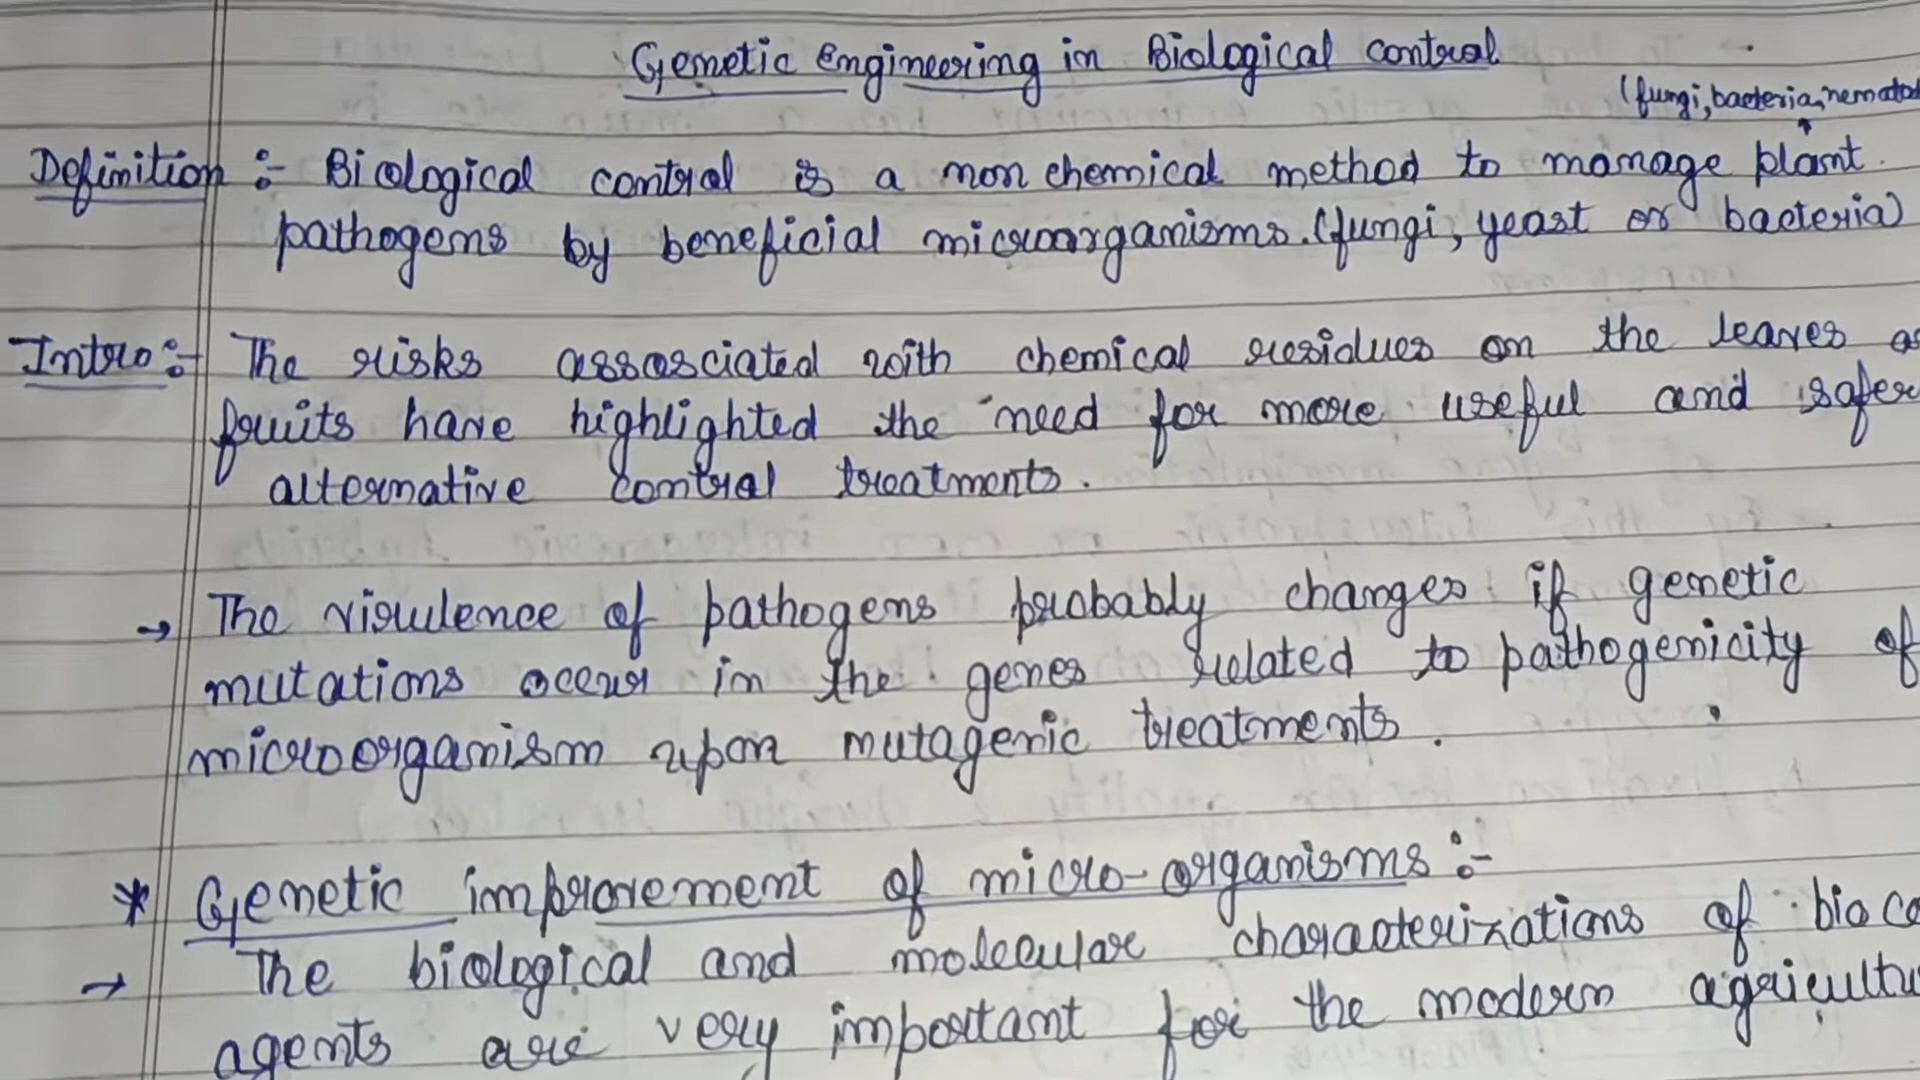 Genetic Engineering in Biological control
(fungi, bacteria, nematod
Definition :- Biological control is a non chemical method to manage plant
pathogens by beneficial microorganisms. (fungi, yeast or bacteria)
Intro :- The risks assosciated with chemical residues on the leaves
fruits have highlighted the need for more useful and safer
alternative control treatments.
→ The virulence of pathogens probably changes if genetic
mutations occur in the genes related to pathogenicity of
microorganism upon mutagenic treatments.
* Genetic improvement of micro-organisms :-
→ The biological and molecular characterizations of bio co
agents are very important for the modern agricultu